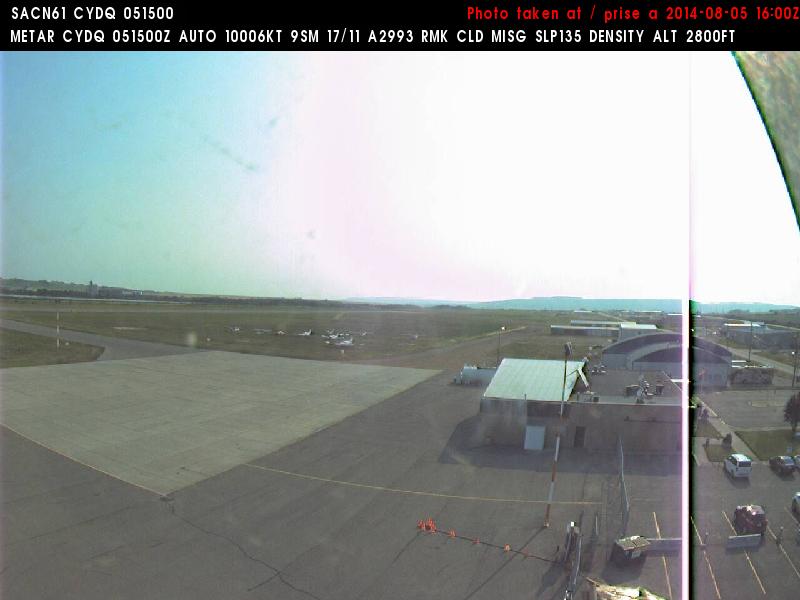 SACN61 CYDQ 051500 Photo taken at / prise a 2014-08-05 16:00Z
METAR CYDQ 051500Z AUTO 10006KT 9SM 17/11 A2993 RMK CLD MISG SLP135 DENSITY ALT 2800FT